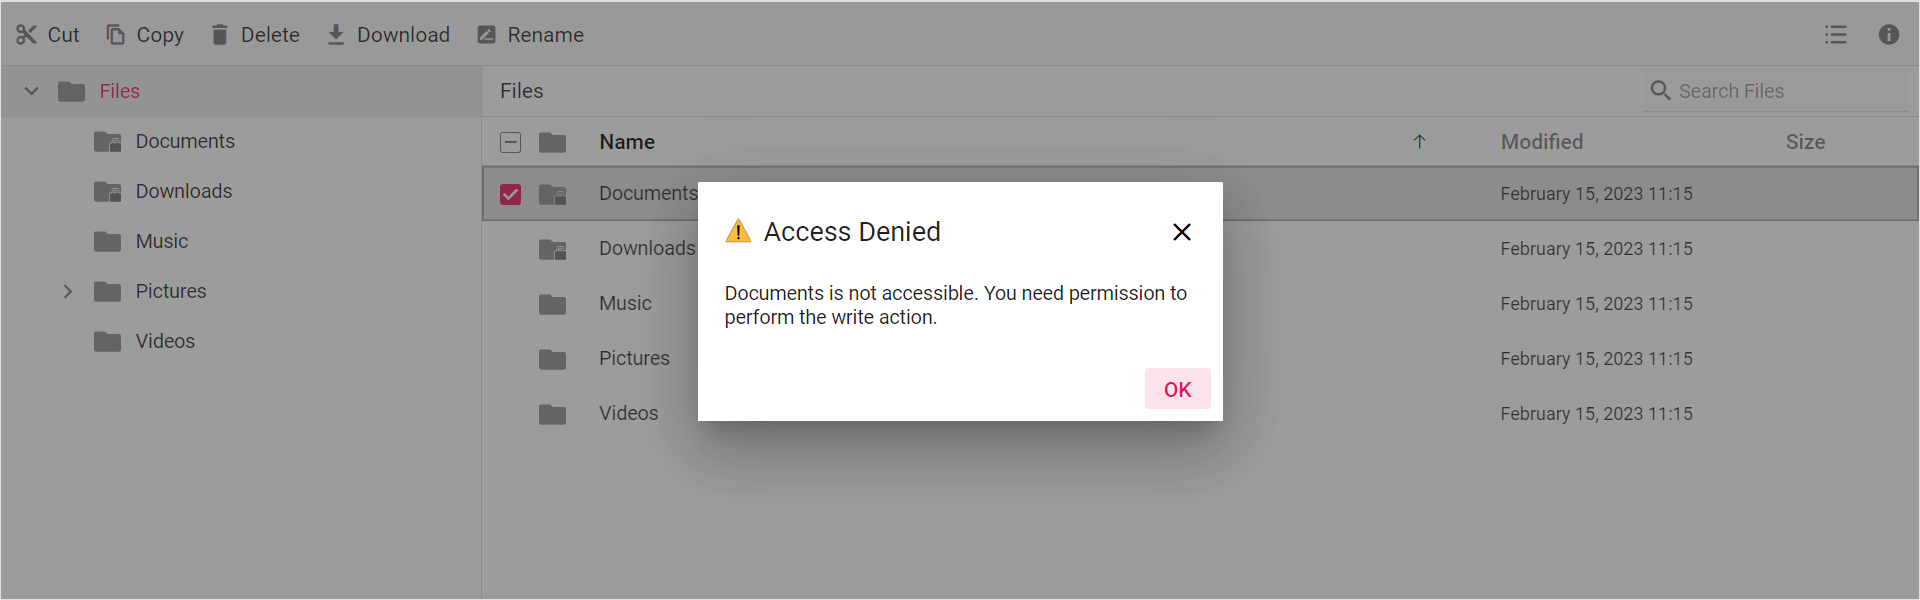 Cut Copy Delete Download Rename
Files
Files Search Files
Documents
Downloads
Music
Pictures
Videos
Name Modified Size
Documents February 15, 2023 11:15
Downloads February 15, 2023 11:15
Music February 15, 2023 11:15
Pictures February 15, 2023 11:15
Videos February 15, 2023 11:15
Access Denied
Documents is not accessible. You need permission to
perform the write action.
OK